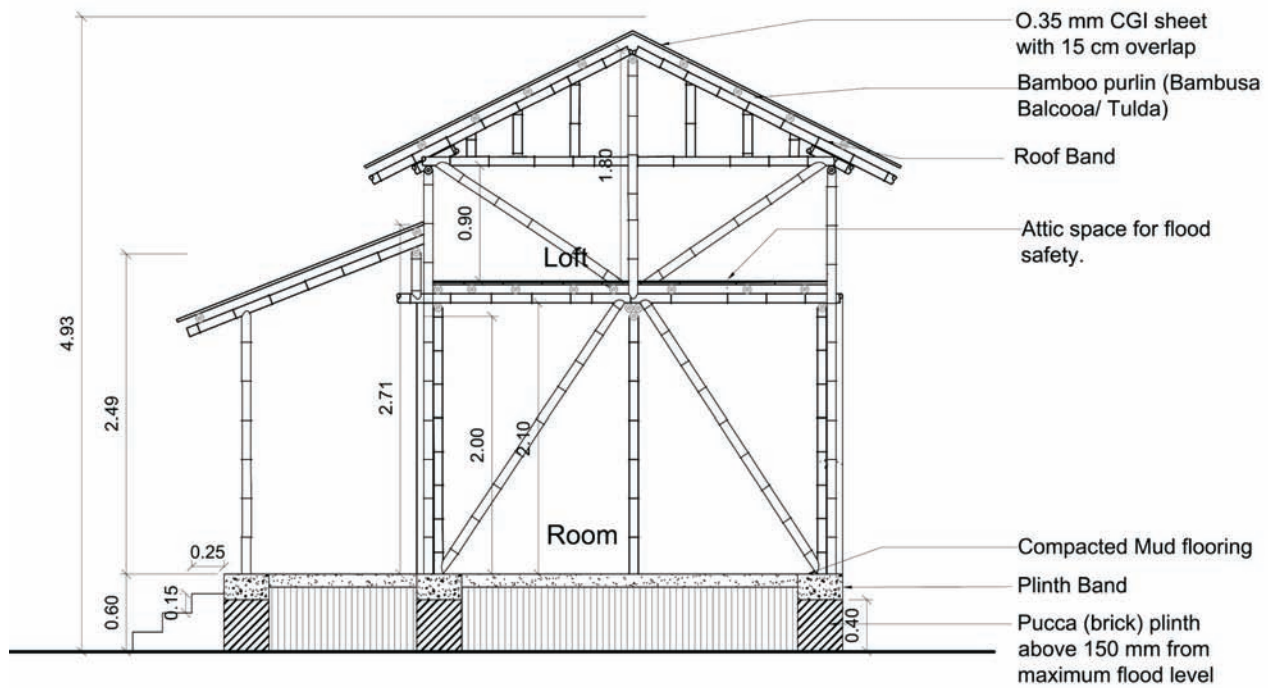 O.35 mm CGI sheet
with 15 cm overlap
Bamboo purlin (Bambusa
Balcooa/ Tulda)
Roof Band
1.80
0.90
Attic space for flood
safety.
Loft
4.93
2.49
2.71
2.00
2.10
Room
0.25
Compacted Mud flooring
Plinth Band
0.60
0.15
0.40
Pucca (brick) plinth
above 150 mm from
maximum flood level